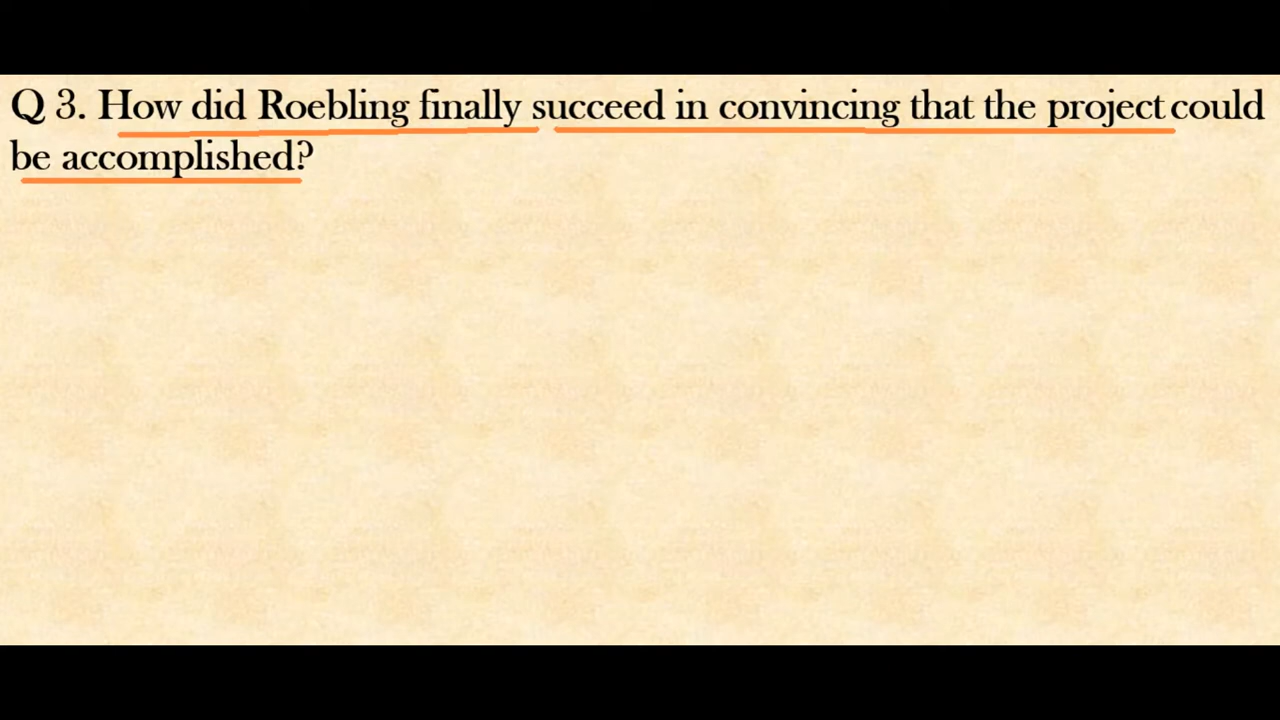 Q 3. How did Roebling finally succeed in convincing that the project could
be accomplished?